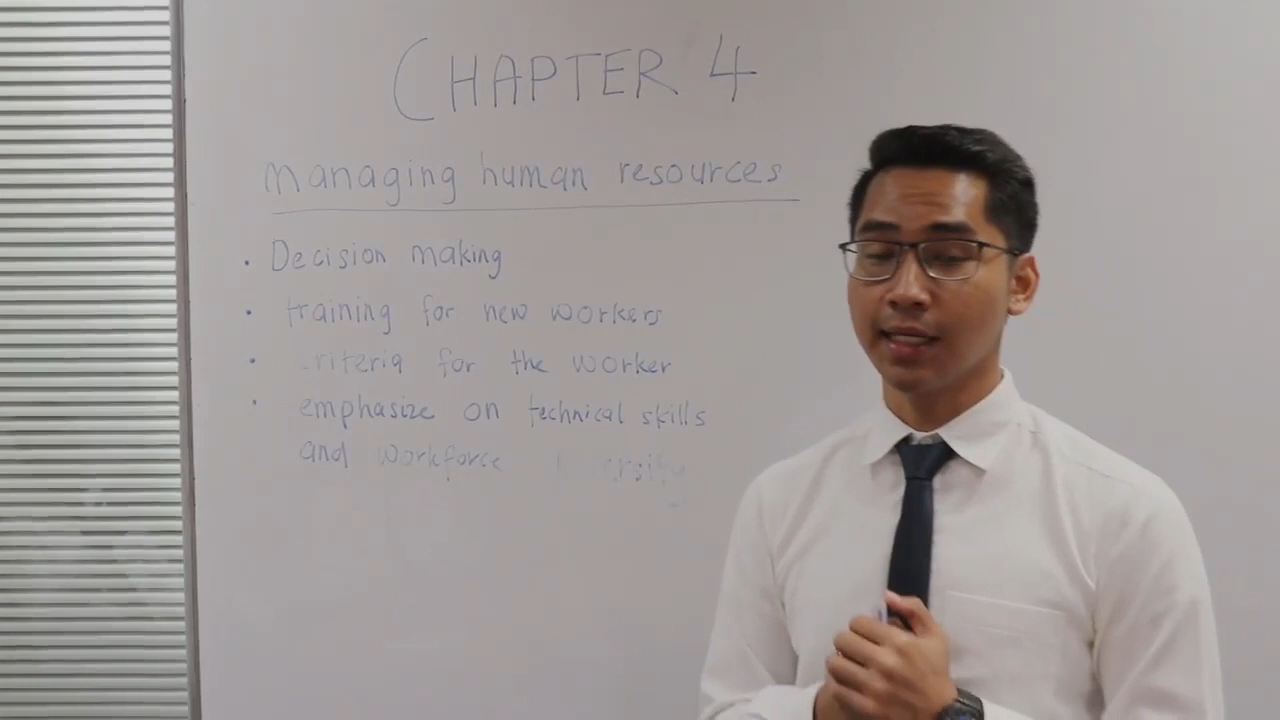 CHAPTER 4
managing human resources
• Decision making
• training for new workers
• criteria for the worker
• emphasize on technical skills
and workforce